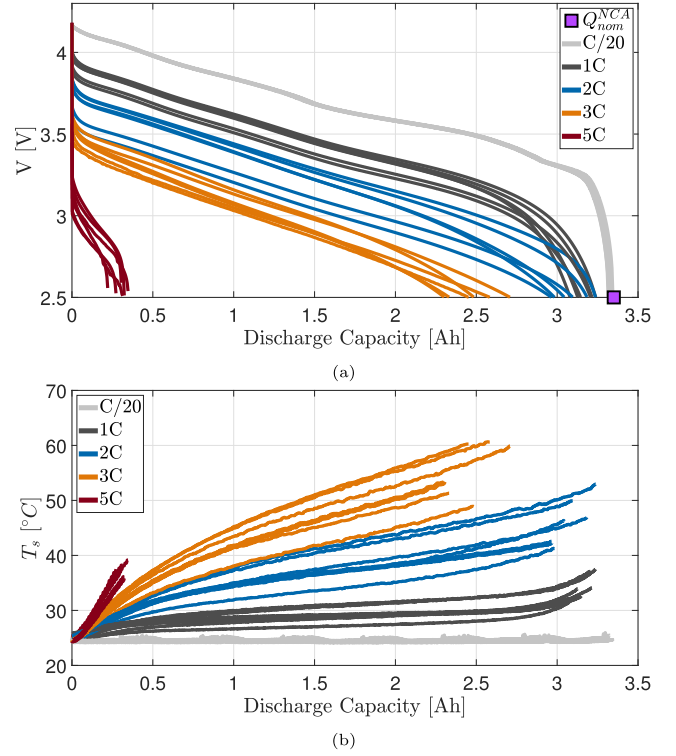 Q_{nom}^{NCA}
C/20
1C
2C
3C
5C
V [V]
4
3.5
3
2.5
0 0.5 1 1.5 2 2.5 3 3.5
Discharge Capacity [Ah]
(a)
C/20
1C
2C
3C
5C
T_s [°C]
70
60
50
40
30
20
0 0.5 1 1.5 2 2.5 3 3.5
Discharge Capacity [Ah]
(b)